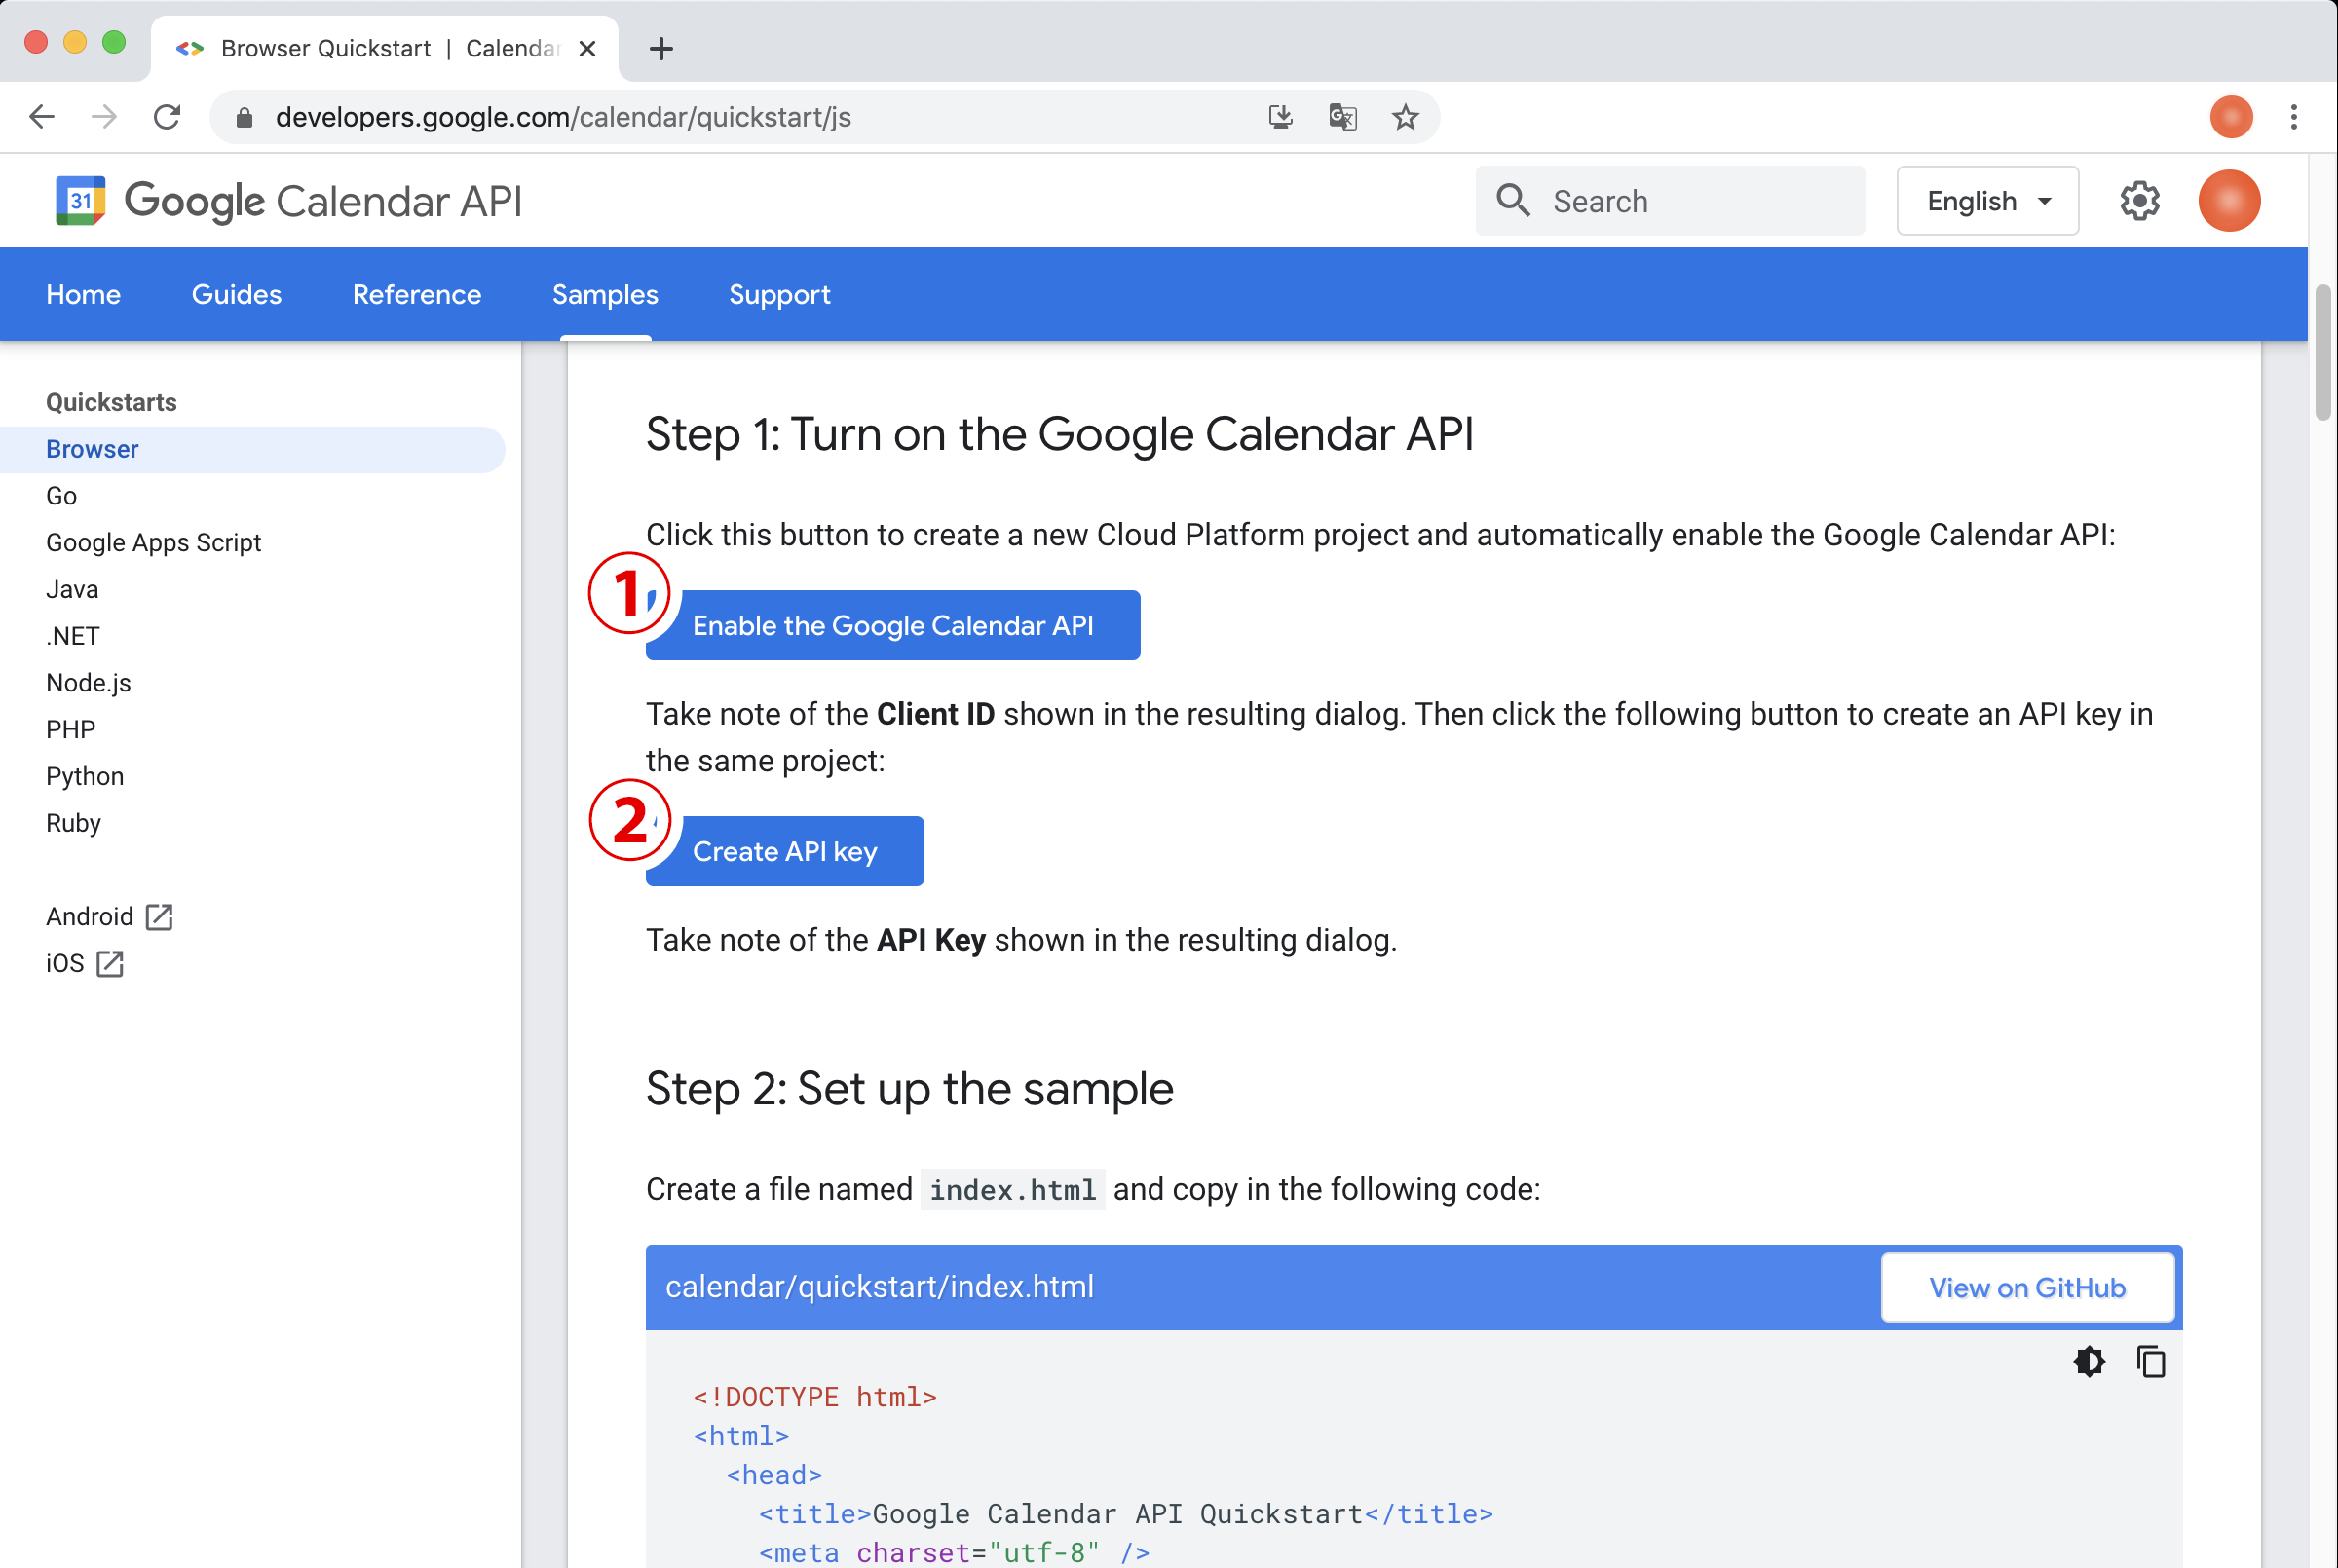 Browser Quickstart | Calendar
developers.google.com/calendar/quickstart/js
31 Google Calendar API
Search
English
Home Guides Reference Samples Support
Quickstarts
Browser
Go
Google Apps Script
Java
.NET
Node.js
PHP
Python
Ruby
Android
iOS
Step 1: Turn on the Google Calendar API
Click this button to create a new Cloud Platform project and automatically enable the Google Calendar API:
1
Enable the Google Calendar API
Take note of the Client ID shown in the resulting dialog. Then click the following button to create an API key in
the same project:
2
Create API key
Take note of the API Key shown in the resulting dialog.
Step 2: Set up the sample
Create a file named index.html and copy in the following code:
calendar/quickstart/index.html
View on GitHub
<!DOCTYPE html>
<html>
<head>
<title>Google Calendar API Quickstart</title>
<meta charset="utf-8" />